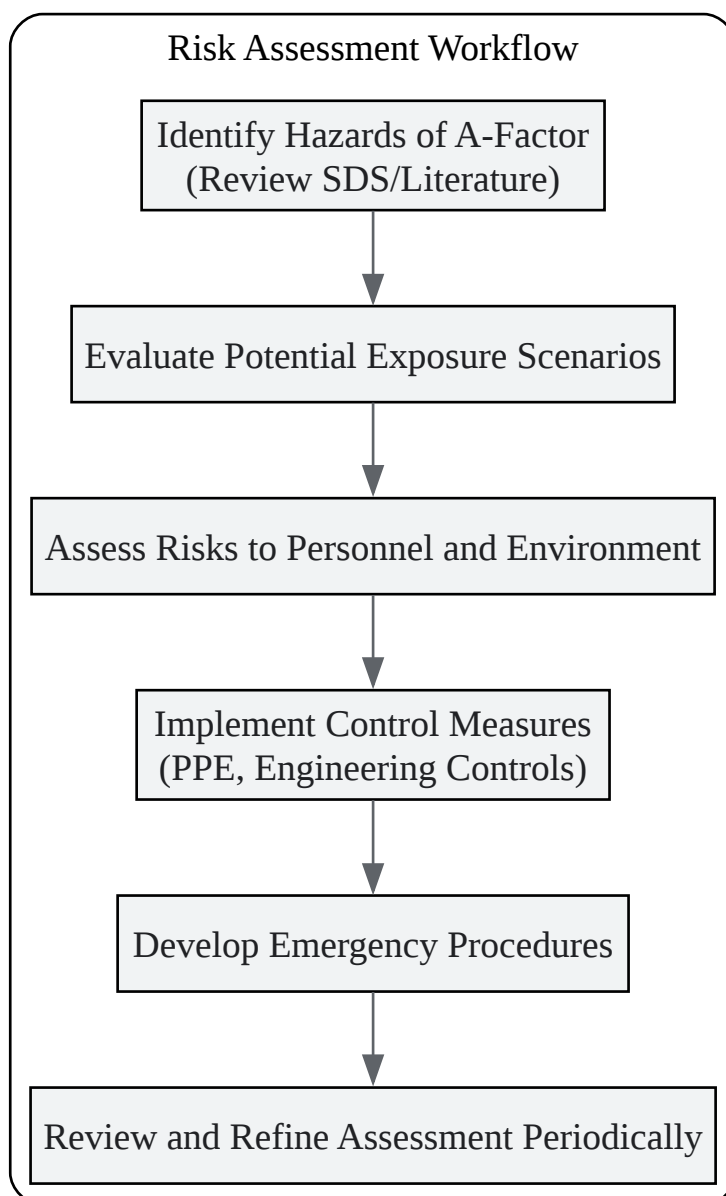 Risk Assessment Workflow
Identify Hazards of A-Factor
(Review SDS/Literature)
Evaluate Potential Exposure Scenarios
Assess Risks to Personnel and Environment
Implement Control Measures
(PPE, Engineering Controls)
Develop Emergency Procedures
Review and Refine Assessment Periodically